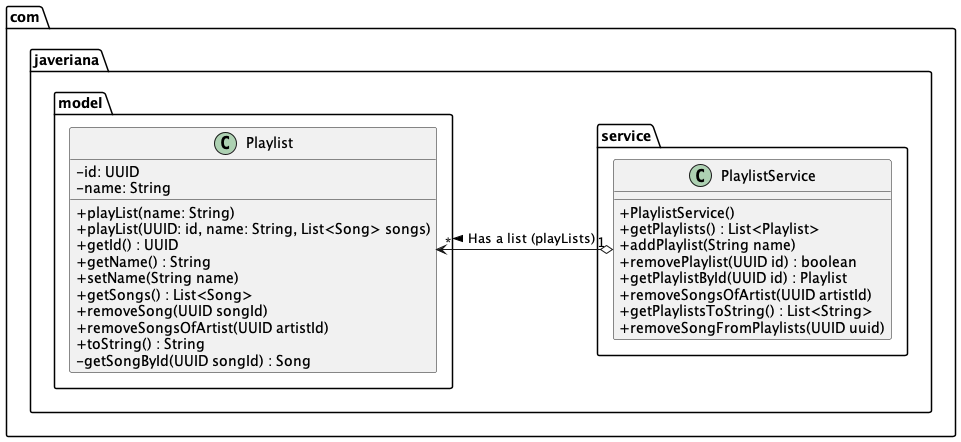 com
javeriana
model
C Playlist
-id: UUID
-name: String
+playList(name: String)
+playList(UUID: id, name: String, List<Song> songs)
+getId() : UUID
+getName() : String
+setName(String name)
+getSongs() : List<Song>
+removeSong(UUID songId)
+removeSongsOfArtist(UUID artistId)
+toString() : String
-getSongById(UUID songId) : Song
* ◄ Has a list (playLists) 1
service
C PlaylistService
+PlaylistService()
+getPlaylists() : List<Playlist>
+addPlaylist(String name)
+removePlaylist(UUID id) : boolean
+getPlaylistById(UUID id) : Playlist
+removeSongsOfArtist(UUID artistId)
+getPlaylistsToString() : List<String>
+removeSongFromPlaylists(UUID uuid)